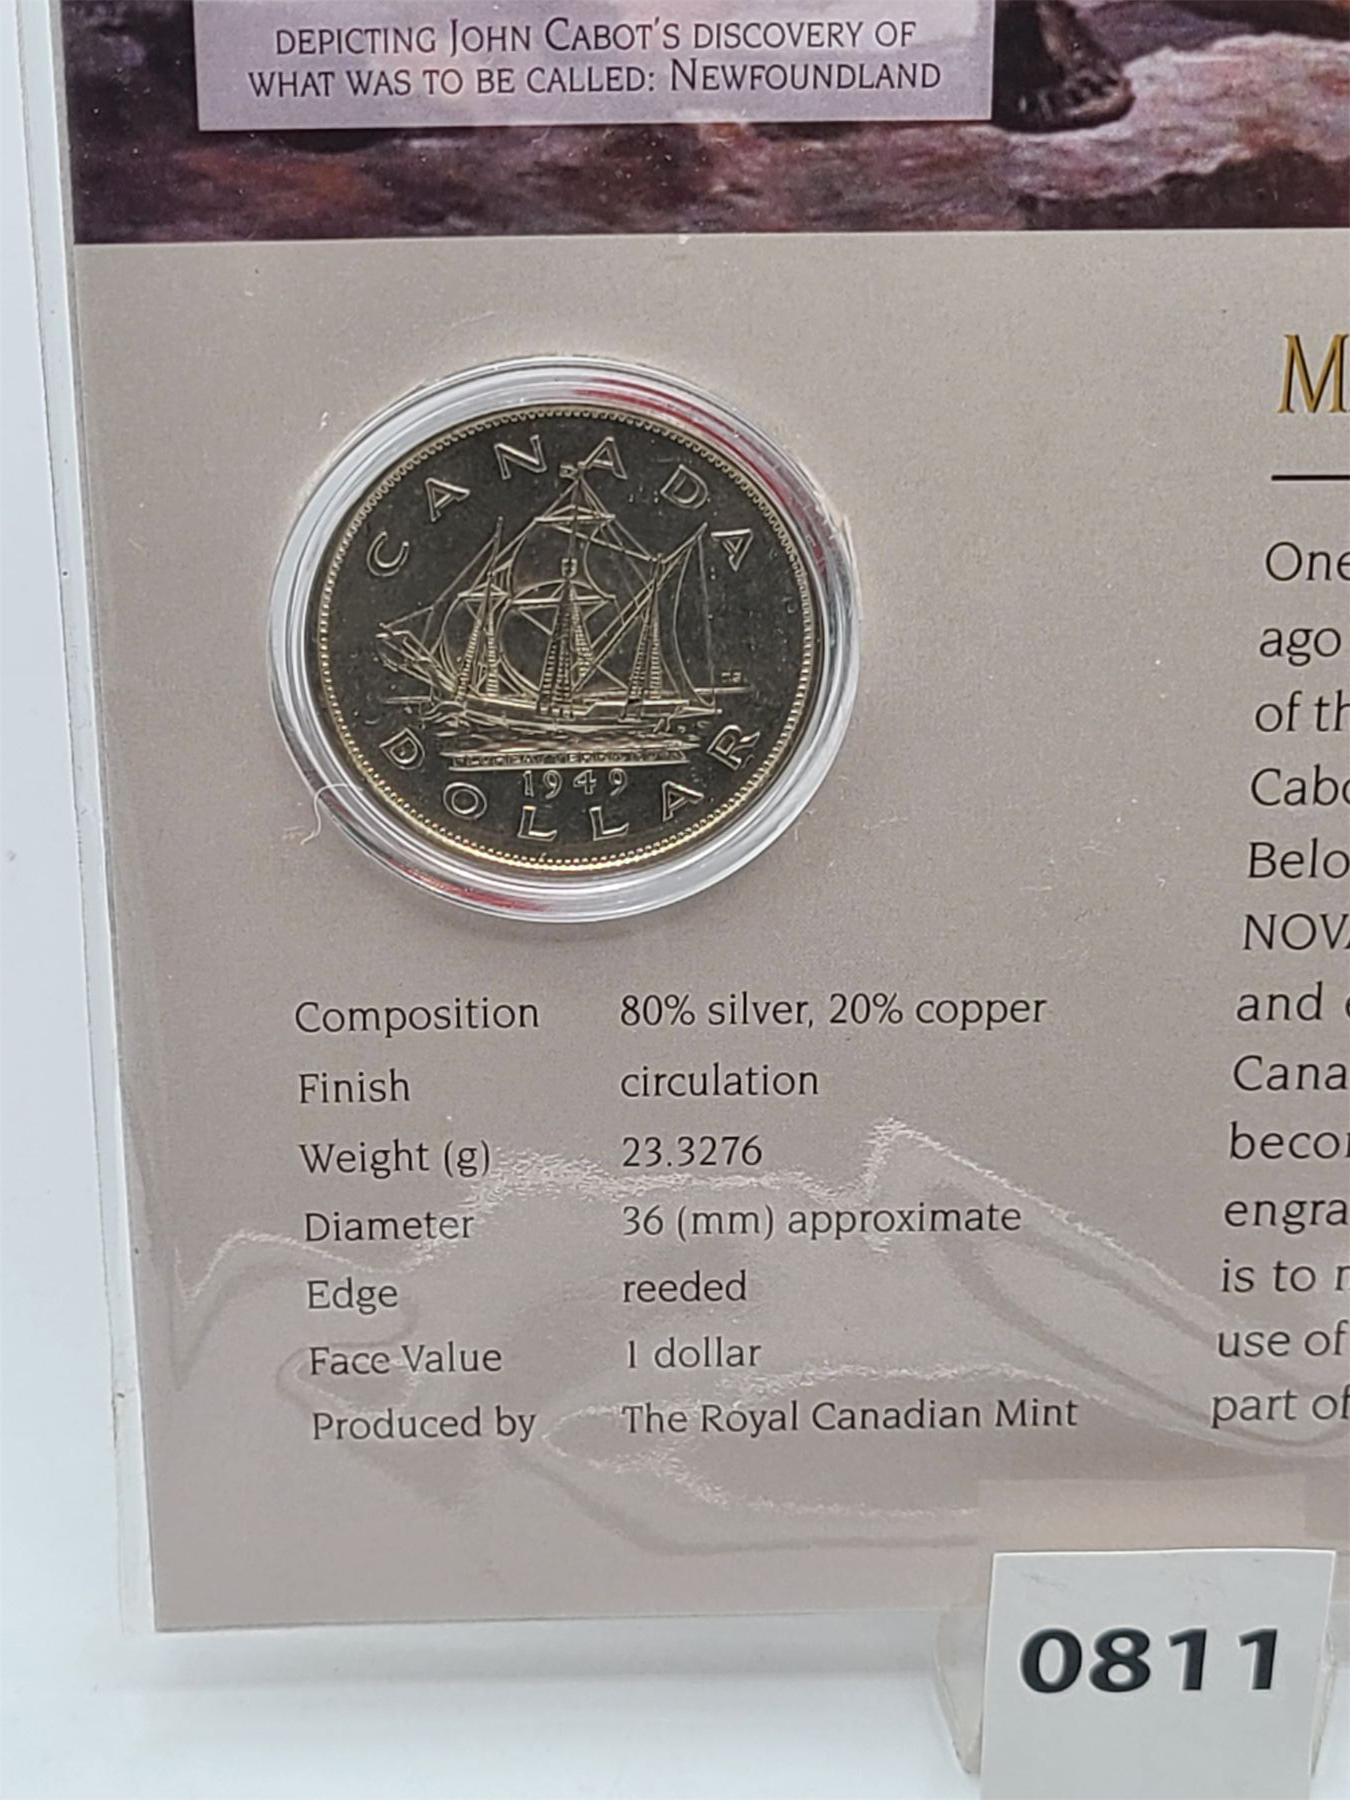 DEPICTING JOHN CABOT'S DISCOVERY OF
WHAT WAS TO BE CALLED: NEWFOUNDLAND
CANADA
1949
DOLLAR
Composition 80% silver, 20% copper
Finish circulation
Weight (g) 23.3276
Diameter 36 (mm) approximate
Edge reeded
Face Value 1 dollar
Produced by The Royal Canadian Mint
M
One
ago
of th
Cabo
Belo
NOVA
and
Cana
becom
engra
is to
use of
part of
0811